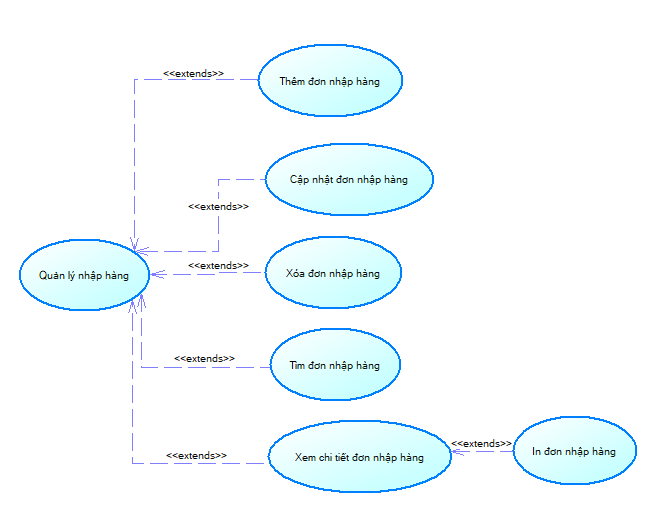 <<extends>>
Thêm đơn nhập hàng
Cập nhật đơn nhập hàng
<<extends>>
Quản lý nhập hàng
<<extends>>
Xóa đơn nhập hàng
<<extends>>
Tìm đơn nhập hàng
<<extends>>
Xem chi tiết đơn nhập hàng
<<extends>>
In đơn nhập hàng